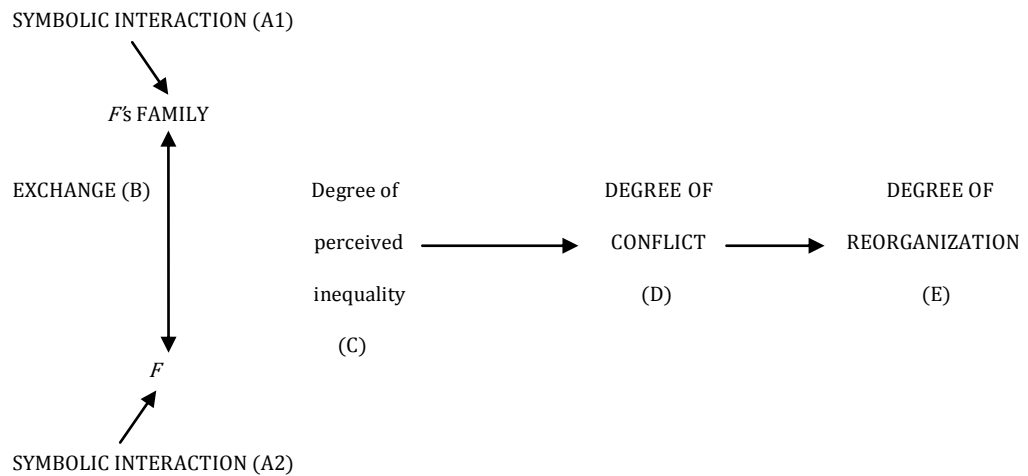 SYMBOLIC INTERACTION (A1)
F's FAMILY
EXCHANGE (B)
Degree of
perceived
inequality
(C)
DEGREE OF
CONFLICT
(D)
DEGREE OF
REORGANIZATION
(E)
F
SYMBOLIC INTERACTION (A2)